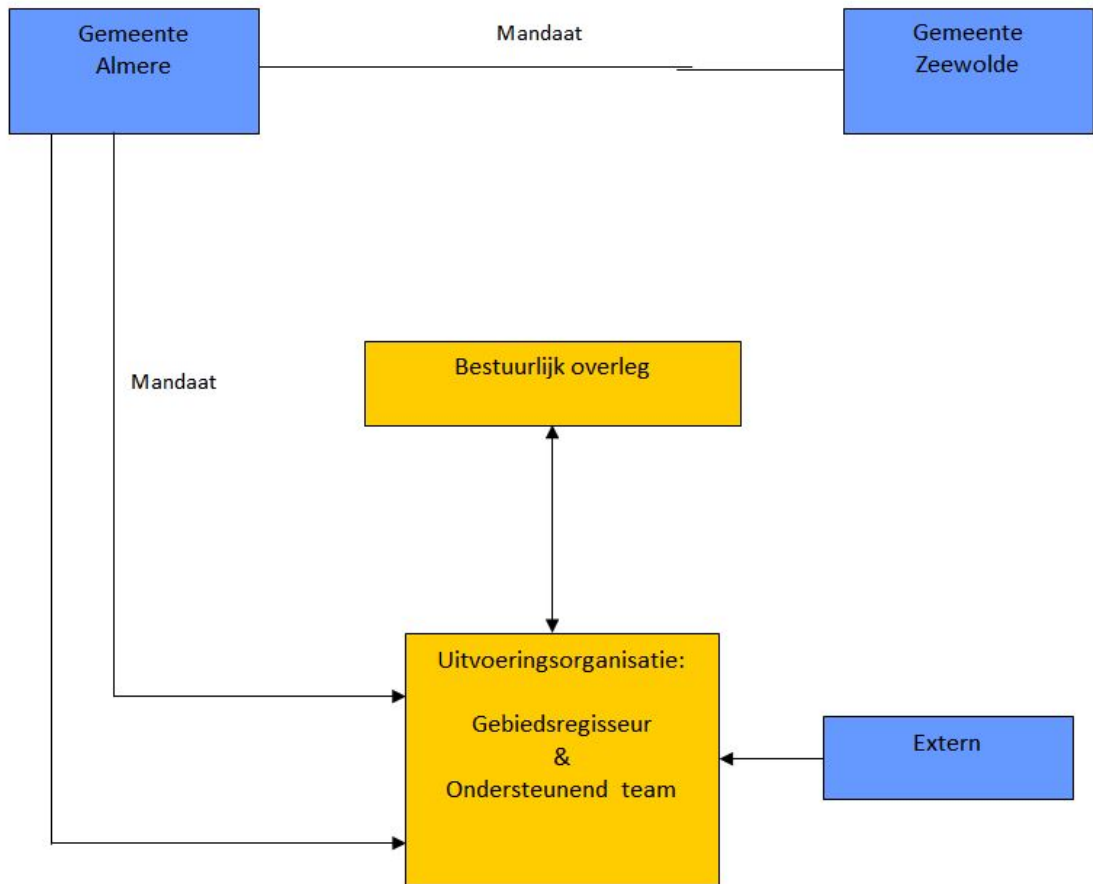 Gemeente
Almere
Mandaat
Gemeente
Zeewolde
Mandaat
Bestuurlijk overleg
Uitvoeringsorganisatie:
Gebiedsregisseur
&
Ondersteunend team
Extern